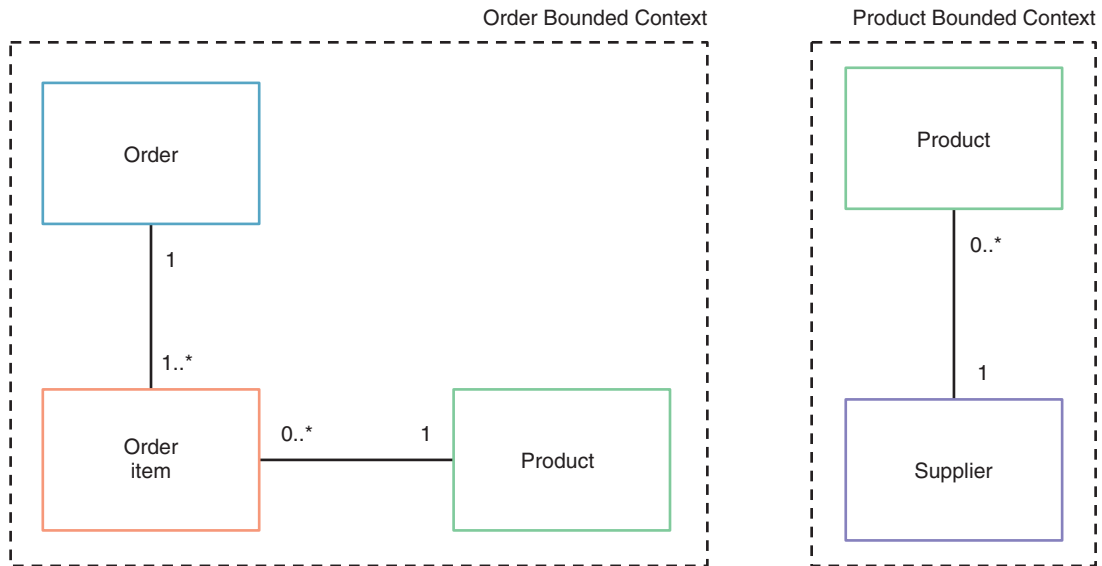 Order Bounded Context
Product Bounded Context
Order
1
1..*
Order
item
0..*
1
Product
Product
0..*
1
Supplier